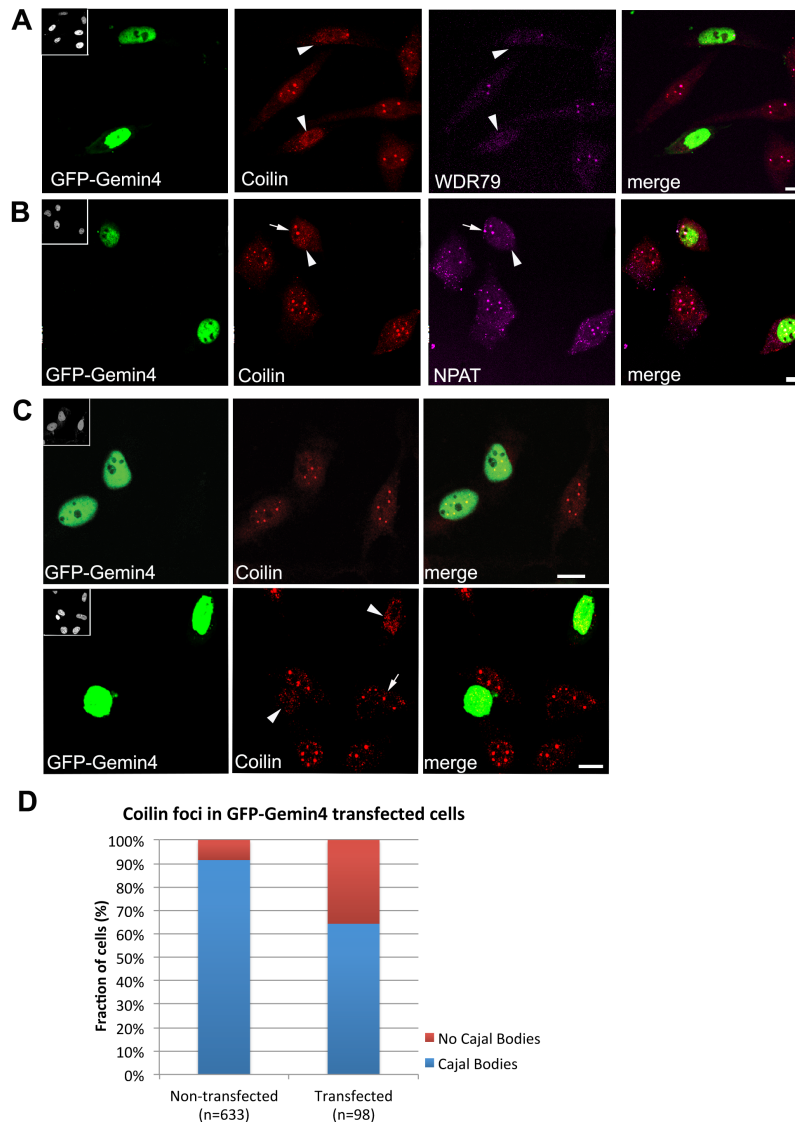 A
GFP-Gemin4
Coilin
WDR79
merge
B
GFP-Gemin4
Coilin
NPAT
merge
C
GFP-Gemin4
Coilin
merge
GFP-Gemin4
Coilin
merge
D
Coilin foci in GFP-Gemin4 transfected cells
Fraction of cells (%)
100%
90%
80%
70%
60%
50%
40%
30%
20%
10%
0%
No Cajal Bodies
Cajal Bodies
Non-transfected
(n=633)
Transfected
(n=98)